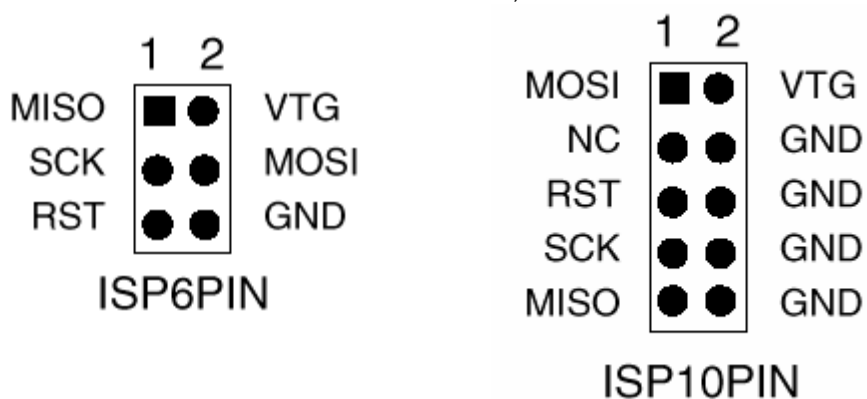 1 2
MISO VTG
SCK MOSI
RST GND
ISP6PIN
1 2
MOSI VTG
NC GND
RST GND
SCK GND
MISO GND
ISP10PIN